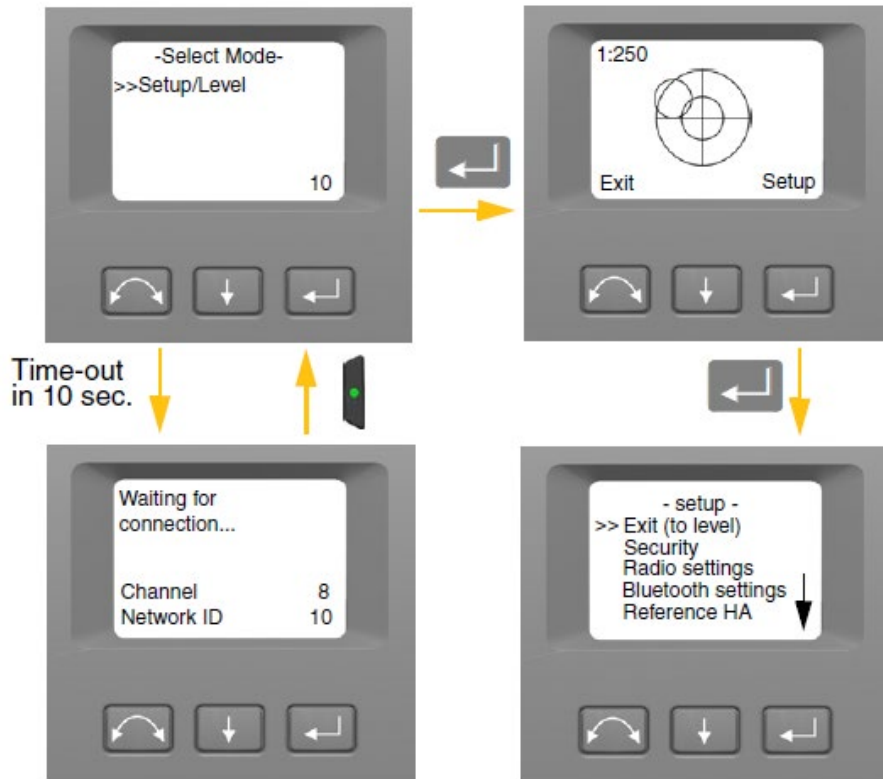 -Select Mode-
>>Setup/Level
10
1:250
Exit Setup
Time-out
in 10 sec.
Waiting for
connection...
Channel 8
Network ID 10
- setup -
>> Exit (to level)
Security
Radio settings
Bluetooth settings
Reference HA